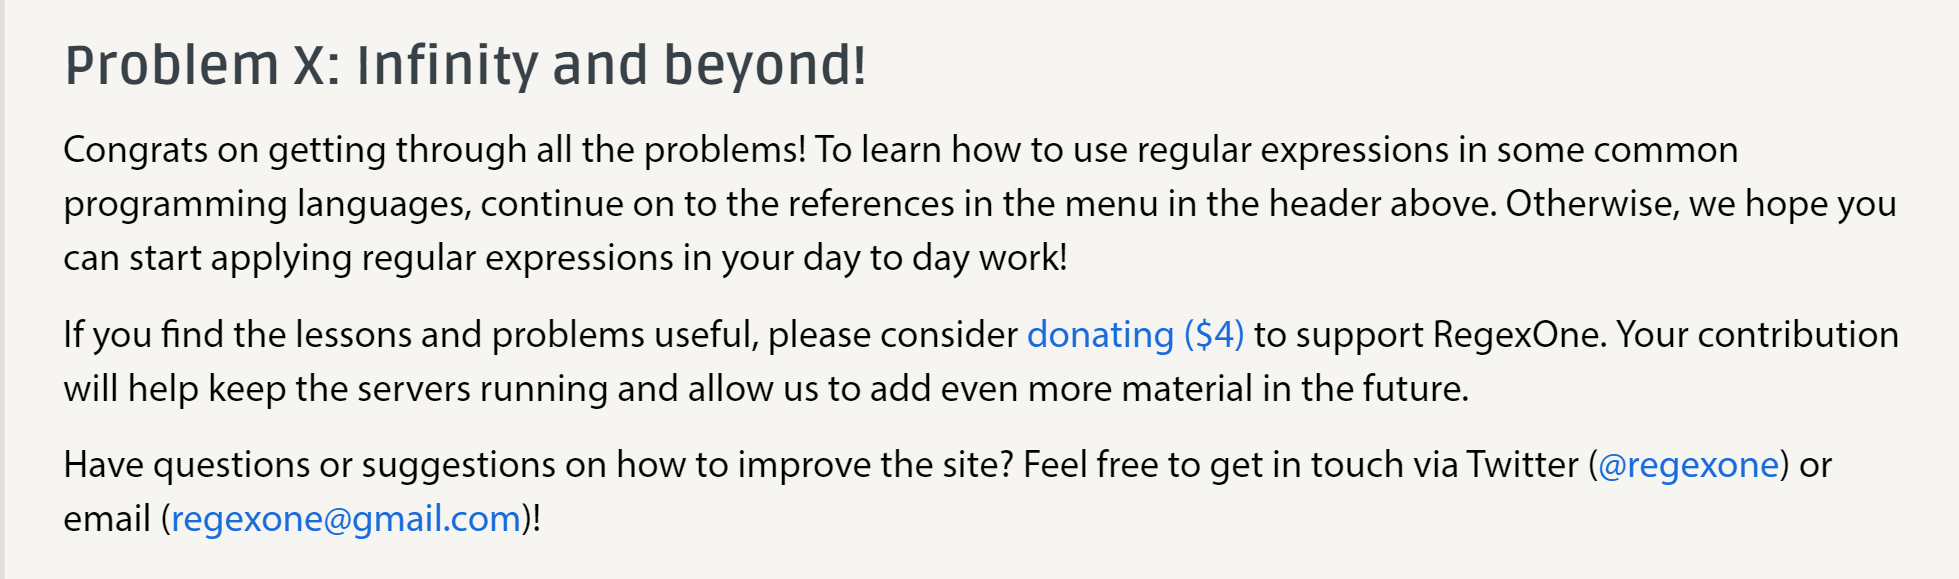 Problem X: Infinity and beyond!
Congrats on getting through all the problems! To learn how to use regular expressions in some common
programming languages, continue on to the references in the menu in the header above. Otherwise, we hope you
can start applying regular expressions in your day to day work!
If you find the lessons and problems useful, please consider donating ($4) to support RegexOne. Your contribution
will help keep the servers running and allow us to add even more material in the future.
Have questions or suggestions on how to improve the site? Feel free to get in touch via Twitter (@regexone) or
email (regexone@gmail.com)!